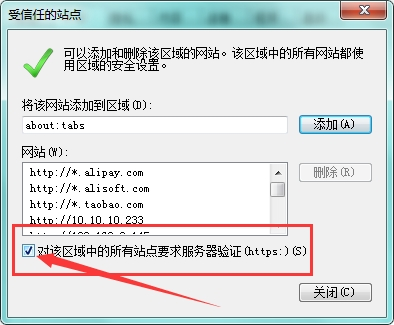 受信任的站点
可以添加和删除该区域的网站。该区域中的所有网站都使
用区域的安全设置。
将该网站添加到区域(D):
about:tabs
添加(A)
网站(W):
http://*.alipay.com
http://*.alisoft.com
http://*.taobao.com
http://10.10.10.233
删除(R)
对该区域中的所有站点要求服务器验证(https:)(S)
关闭(C)